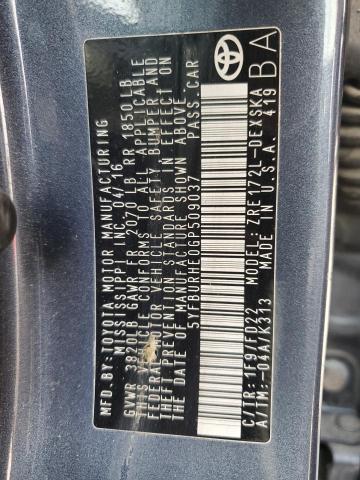 MFD.BY:TOYOTA MOTOR MANUFACTURING
MISSISSIPPI INC. 04/16
GVWR 3820LB GAWR FR 2070 LB RR 1850LB
THIS VEHICLE CONFORMS TO ALL APPLICABLE
FEDERAL MOTOR VEHICLE SAFETY BUMPER AND
THEFT PREVENTION STANDARDS IN EFFECT ON
THE DATE OF MANUFACTURE SHOWN ABOVE.
5YFBURHE0GP509037 PASS. CAR
C/TR:1F9/FD22 MODEL:ZRE172L-DEXSKA
A/TM:-04A/K313 MADE IN U.S.A. 419
BA